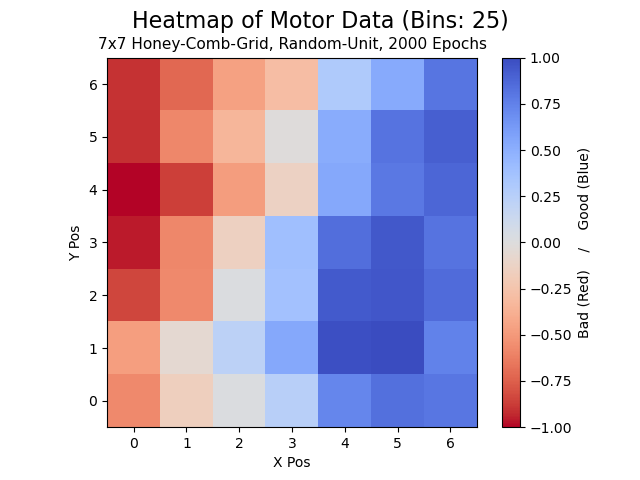 Heatmap of Motor Data (Bins: 25)
7x7 Honey-Comb-Grid, Random-Unit, 2000 Epochs
6
5
4
3
2
1
0
Y Pos
0 1 2 3 4 5 6
X Pos
1.00
0.75
0.50
0.25
0.00
−0.25
−0.50
−0.75
−1.00
Bad (Red) / Good (Blue)